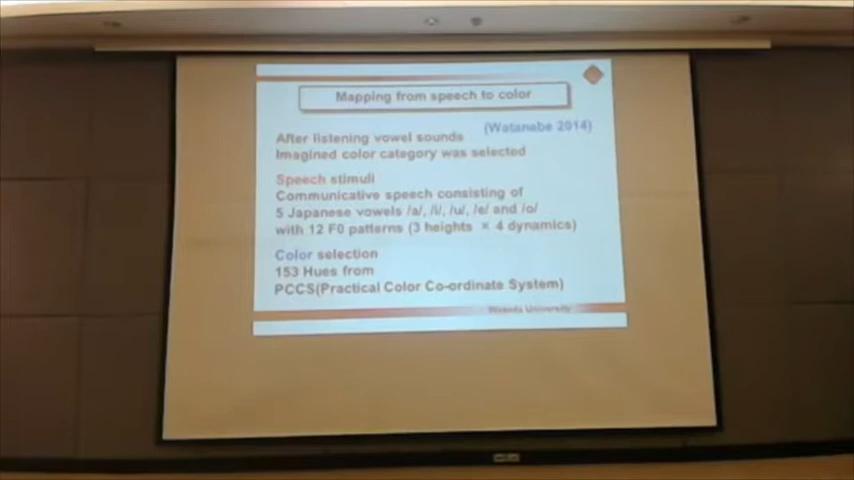 Mapping from speech to color
(Watanabe 2014)
After listening vowel sounds
Imagined color category was selected
Speech stimuli
Communicative speech consisting of
5 Japanese vowels /a/, /i/, /u/, /e/ and /o/
with 12 F0 patterns (3 heights × 4 dynamics)
Color selection
153 Hues from
PCCS(Practical Color Co-ordinate System)
Waseda University